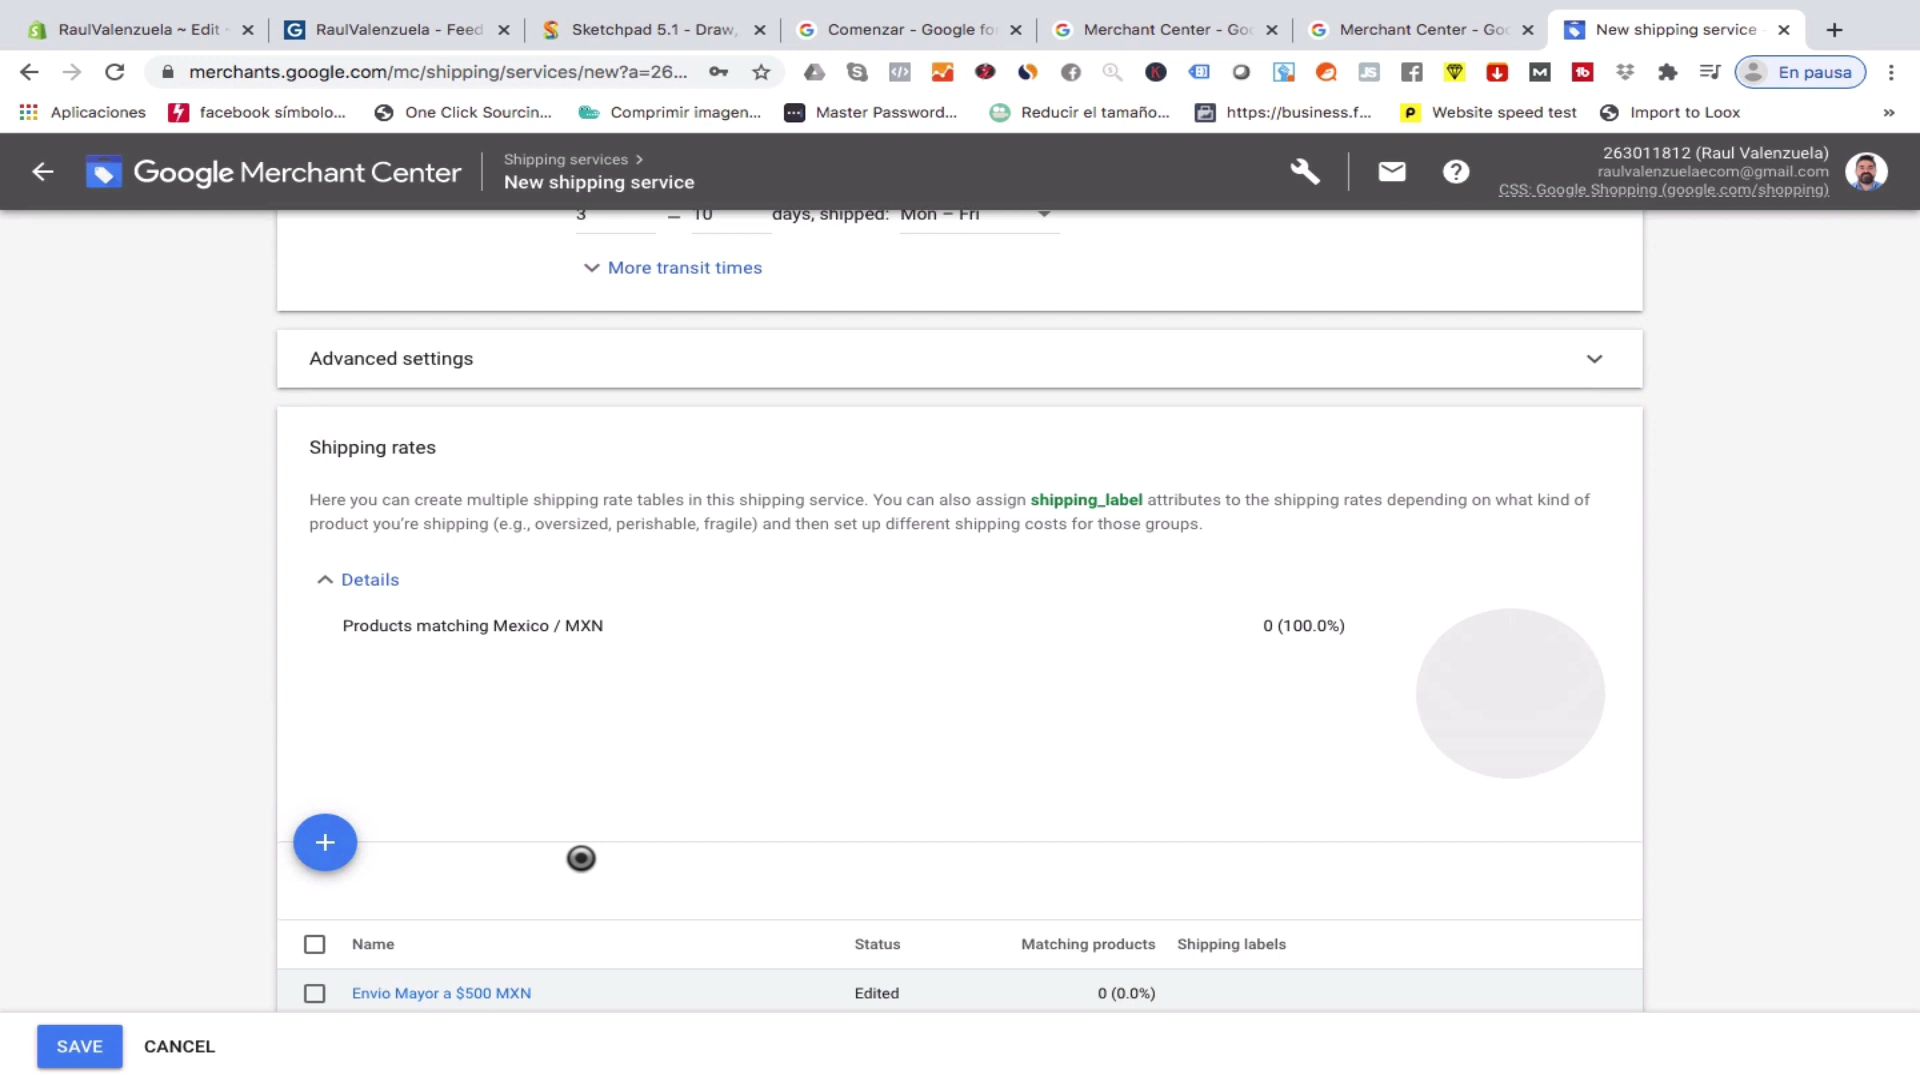 RaulValenzuela ~ Edit
RaulValenzuela - Feed
Sketchpad 5.1 - Draw,
Comenzar - Google fo
Merchant Center - Goo
Merchant Center - Goo
New shipping service
merchants.google.com/mc/shipping/services/new?a=26...
En pausa
Aplicaciones
facebook símbolo...
One Click Sourcin...
Comprimir imagen...
Master Password...
Reducir el tamaño...
https://business.f...
Website speed test
Import to Loox
»
Google Merchant Center
Shipping services >
New shipping service
263011812 (Raul Valenzuela)
raulvalenzuelaecom@gmail.com
CSS: Google Shopping (google.com/shopping)
3 – 10 days, shipped: Mon – Fri
More transit times
Advanced settings
Shipping rates
Here you can create multiple shipping rate tables in this shipping service. You can also assign shipping_label attributes to the shipping rates depending on what kind of
product you’re shipping (e.g., oversized, perishable, fragile) and then set up different shipping costs for those groups.
Details
Products matching Mexico / MXN 0 (100.0%)
Name Status Matching products Shipping labels
Envio Mayor a $500 MXN Edited 0 (0.0%)
SAVE CANCEL